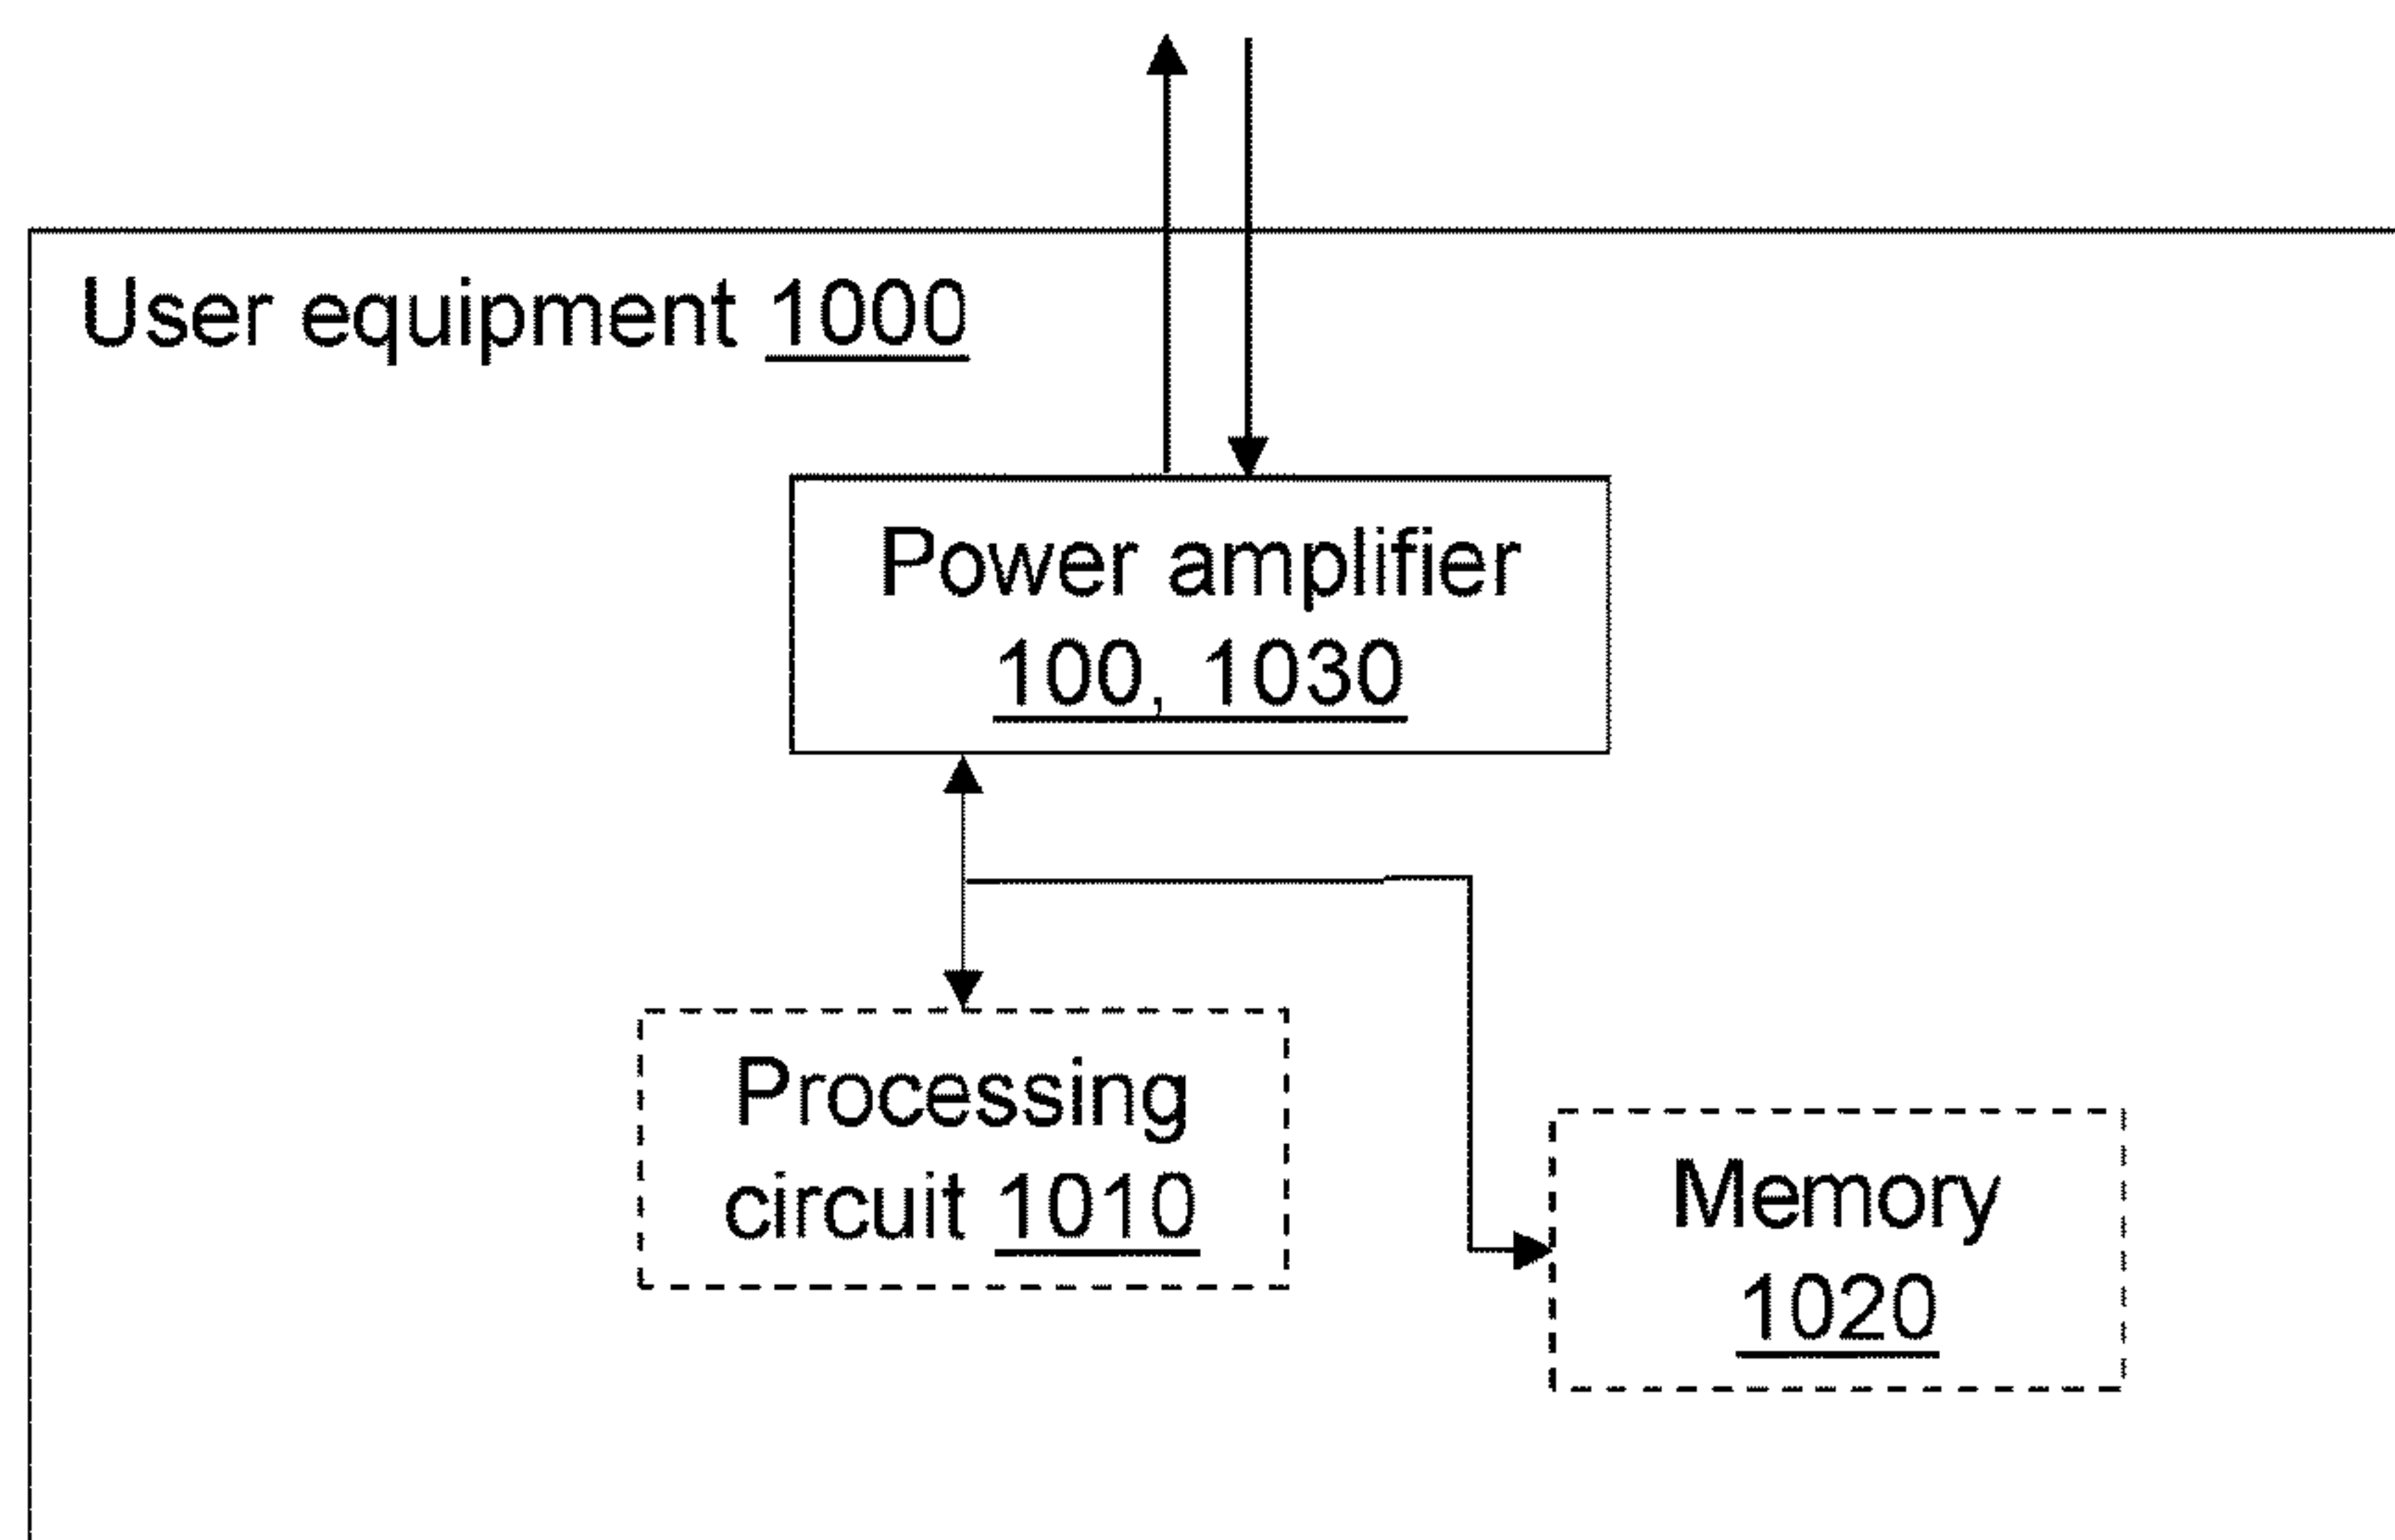 User equipment 1000
Power amplifier
100, 1030
Processing
circuit 1010
Memory
1020